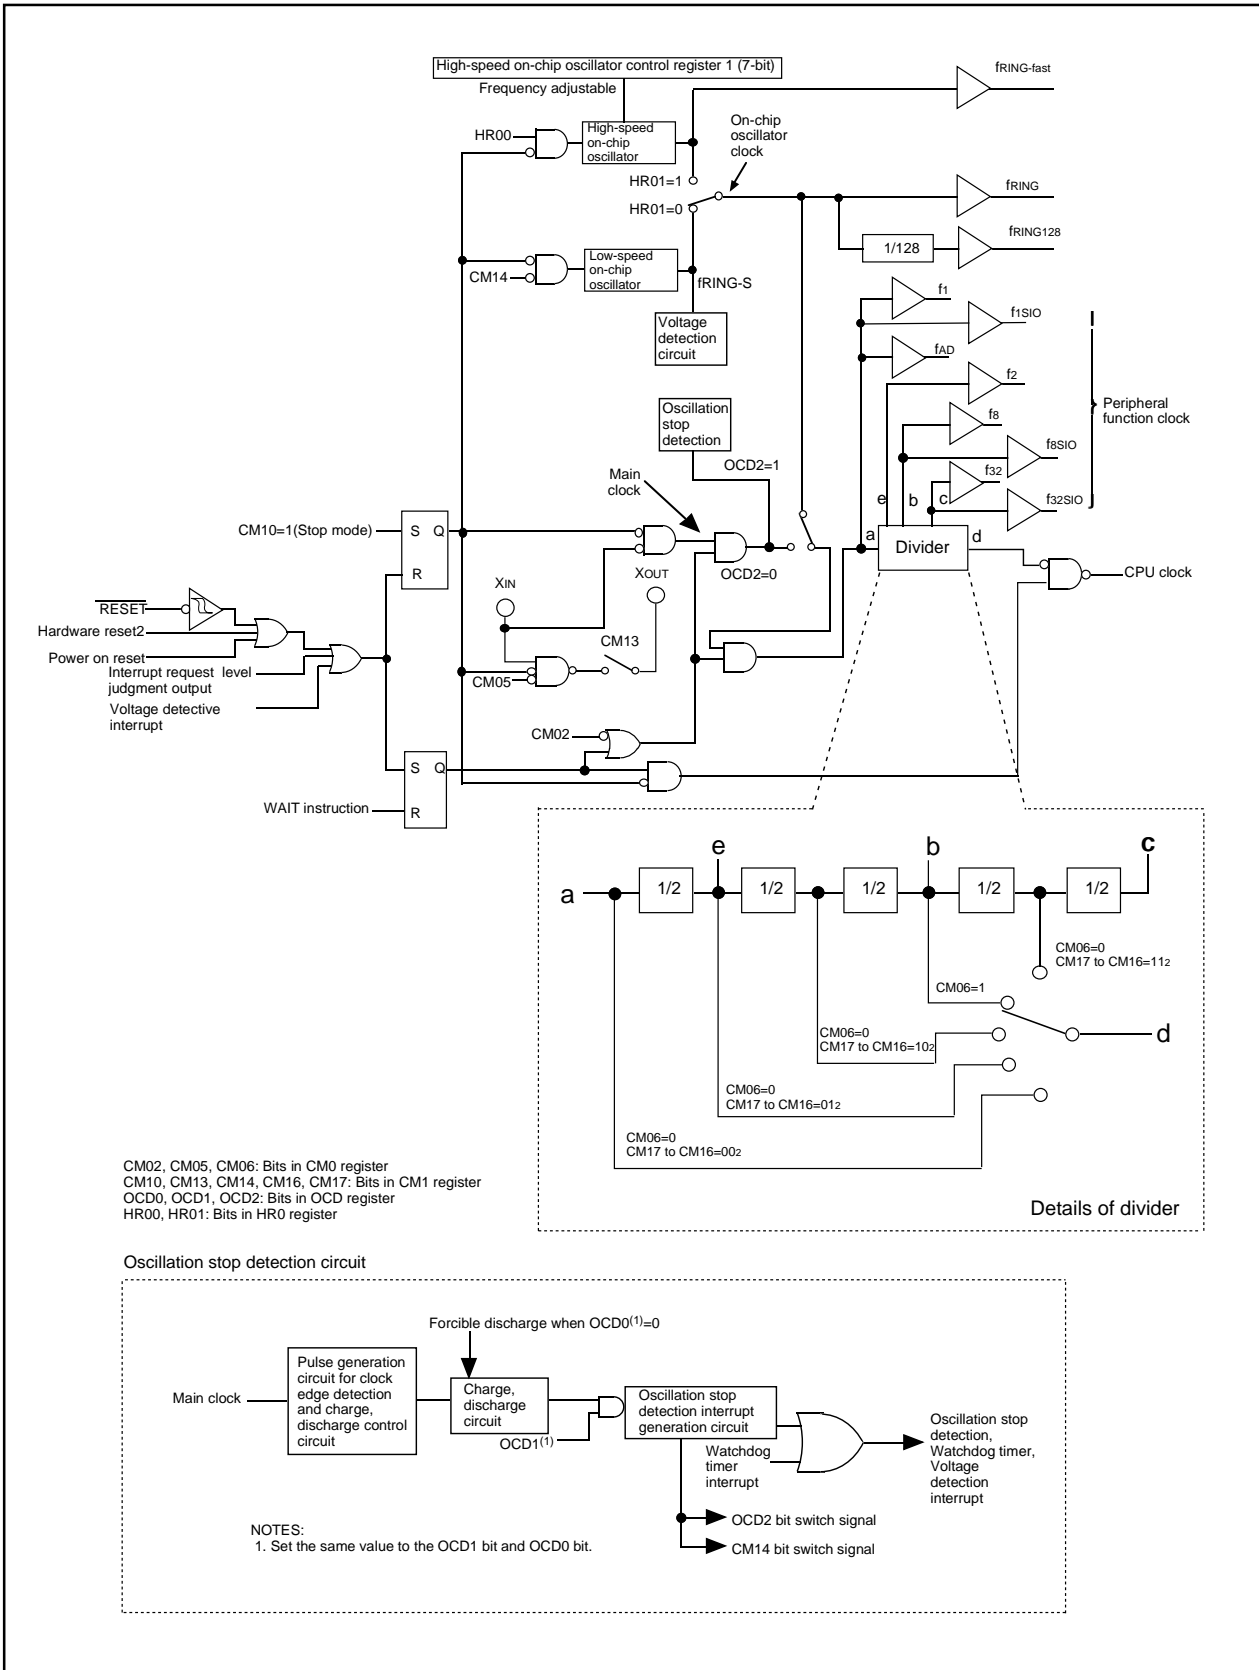 High-speed on-chip oscillator control register 1 (7-bit)
Frequency adjustable
fRING-fast
HR00
High-speed
on-chip
oscillator
On-chip
oscillator
clock
HR01=1
HR01=0
fRING
fRING128
1/128
CM14
Low-speed
on-chip
oscillator
fRING-S
Voltage
detection
circuit
f1
f1SIO
fAD
f2
f8
f8SIO
f32
f32SIO
Peripheral
function clock
Oscillation
stop
detection
OCD2=1
Main
clock
e
b
c
a
Divider
d
CM10=1(Stop mode)
S
Q
R
OCD2=0
CPU clock
XIN
XOUT
RESET
Hardware reset2
Power on reset
Interrupt request level
judgment output
Voltage detective
interrupt
CM13
CM05
CM02
S
Q
R
WAIT instruction
e
b
c
a
1/2
1/2
1/2
1/2
1/2
CM06=0
CM17 to CM16=112
CM06=1
CM06=0
CM17 to CM16=102
d
CM06=0
CM17 to CM16=012
CM06=0
CM17 to CM16=002
Details of divider
CM02, CM05, CM06: Bits in CM0 register
CM10, CM13, CM14, CM16, CM17: Bits in CM1 register
OCD0, OCD1, OCD2: Bits in OCD register
HR00, HR01: Bits in HR0 register
Oscillation stop detection circuit
Forcible discharge when OCD0(1)=0
Main clock
Pulse generation
circuit for clock
edge detection
and charge,
discharge control
circuit
Charge,
discharge
circuit
OCD1(1)
Oscillation stop
detection interrupt
generation circuit
Watchdog
timer
interrupt
Oscillation stop
detection,
Watchdog timer,
Voltage
detection
interrupt
OCD2 bit switch signal
CM14 bit switch signal
NOTES:
1. Set the same value to the OCD1 bit and OCD0 bit.